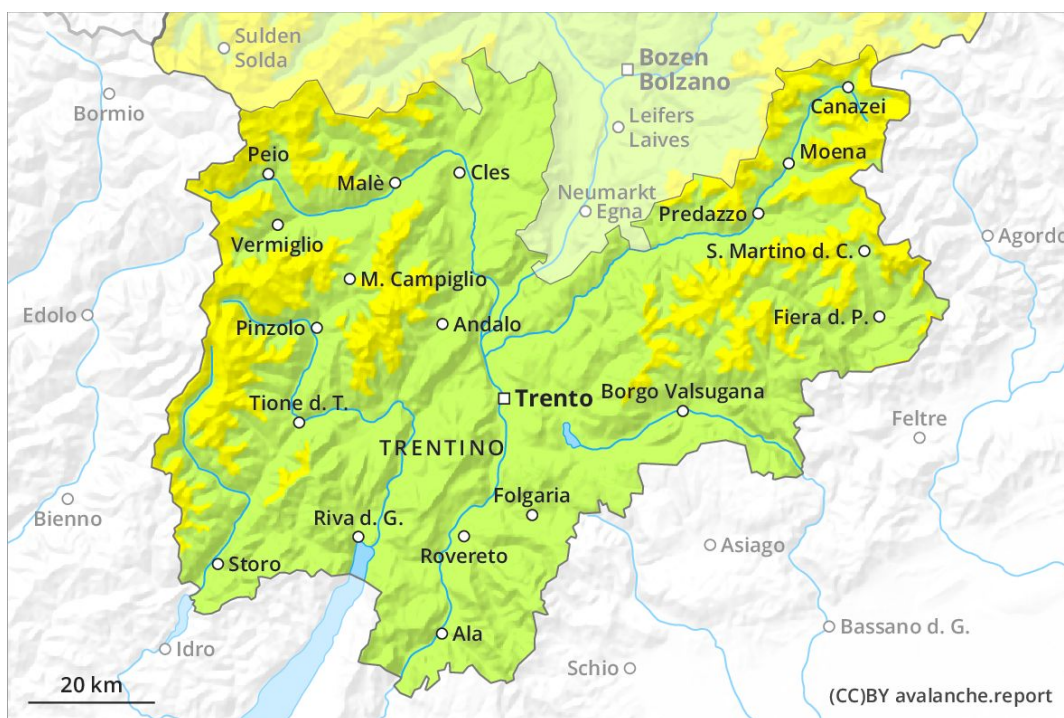 Sulden
Solda
Bozen
Bolzano
Bormio
Canazei
Leifers
Laives
Peio
Malè
Cles
Moena
Neumarkt
Egna
Predazzo
Vermiglio
Agordo
S. Martino d. C.
M. Campiglio
Edolo
Pinzolo
Andalo
Fiera d. P.
Trento
Borgo Valsugana
Tione d. T.
Feltre
TRENTINO
Bienno
Folgaria
Riva d. G.
Rovereto
Asiago
Storo
Ala
Bassano d. G.
Idro
Schio
20 km
(CC)BY avalanche.report